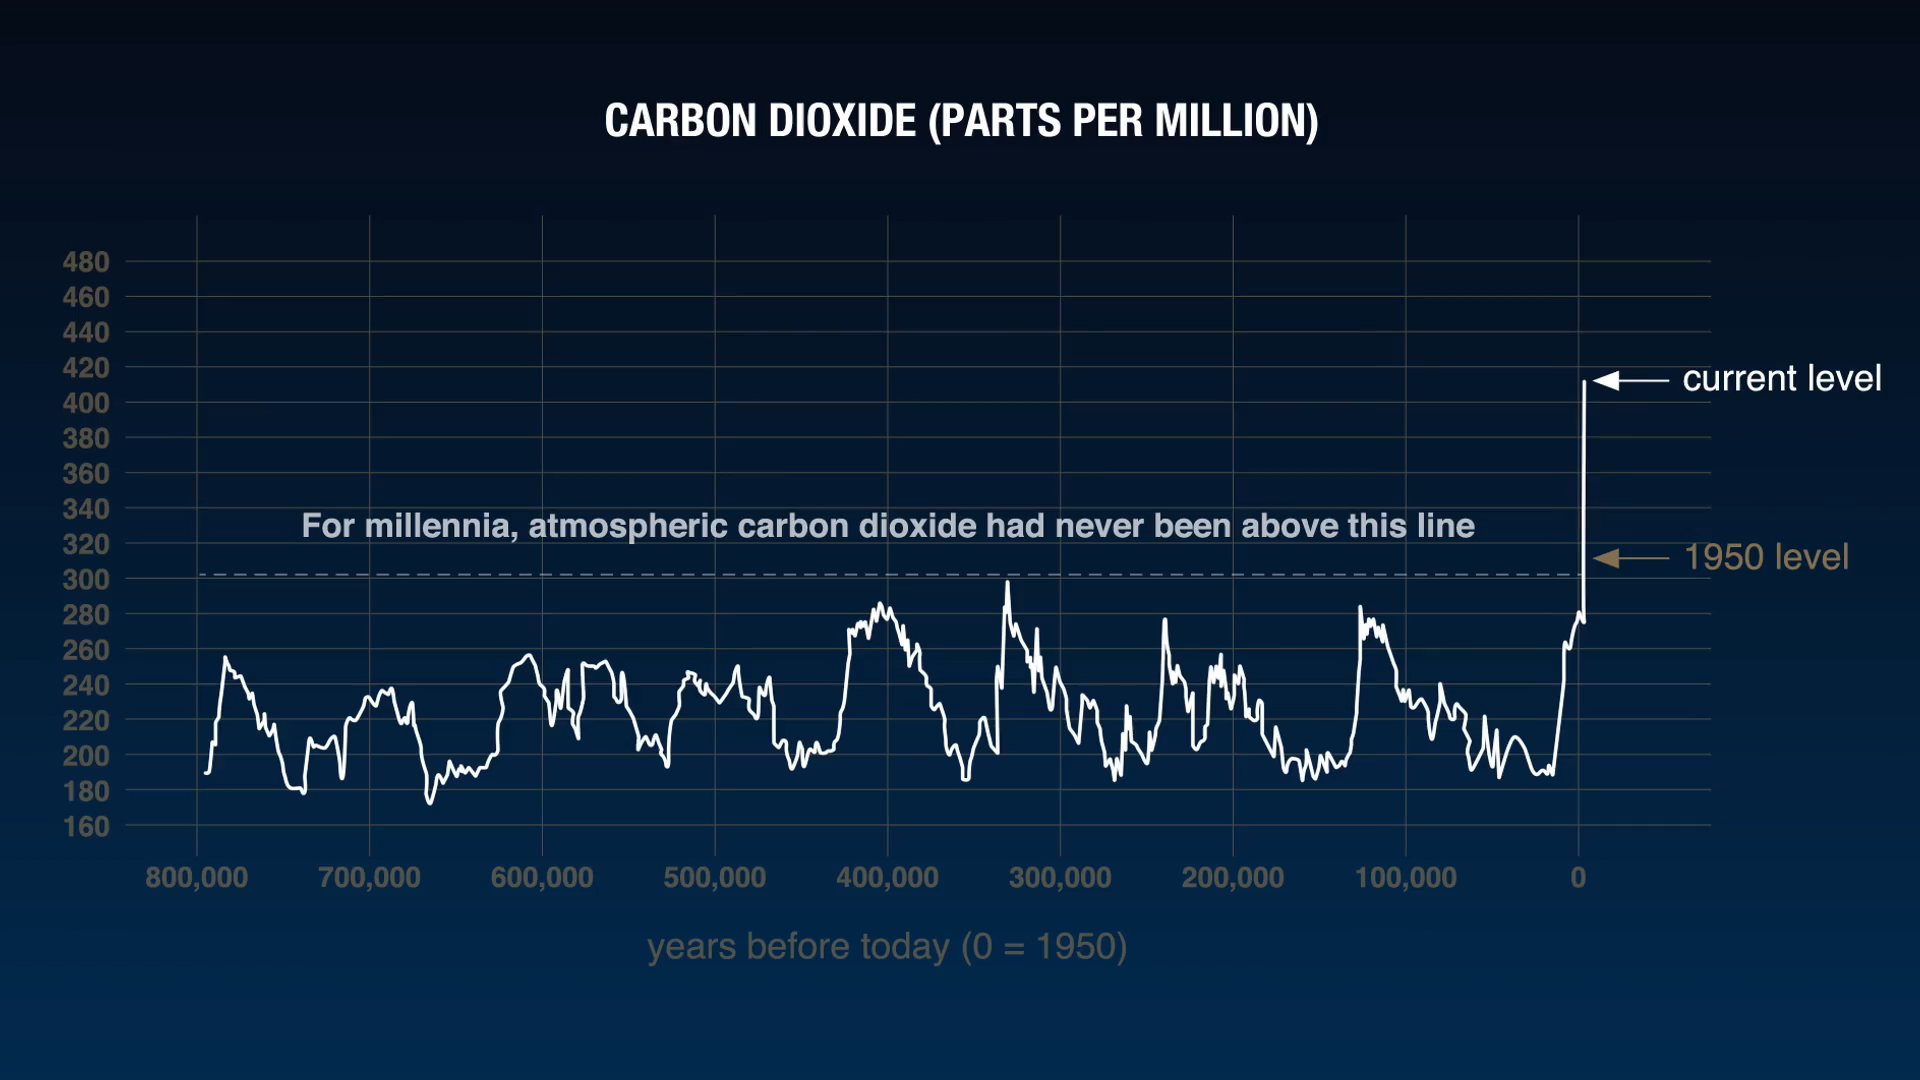 CARBON DIOXIDE (PARTS PER MILLION)
480
460
440
420
400
380
360
340
320
300
280
260
240
220
200
180
160
current level
For millennia, atmospheric carbon dioxide had never been above this line
1950 level
800,000 700,000 600,000 500,000 400,000 300,000 200,000 100,000 0
years before today (0 = 1950)